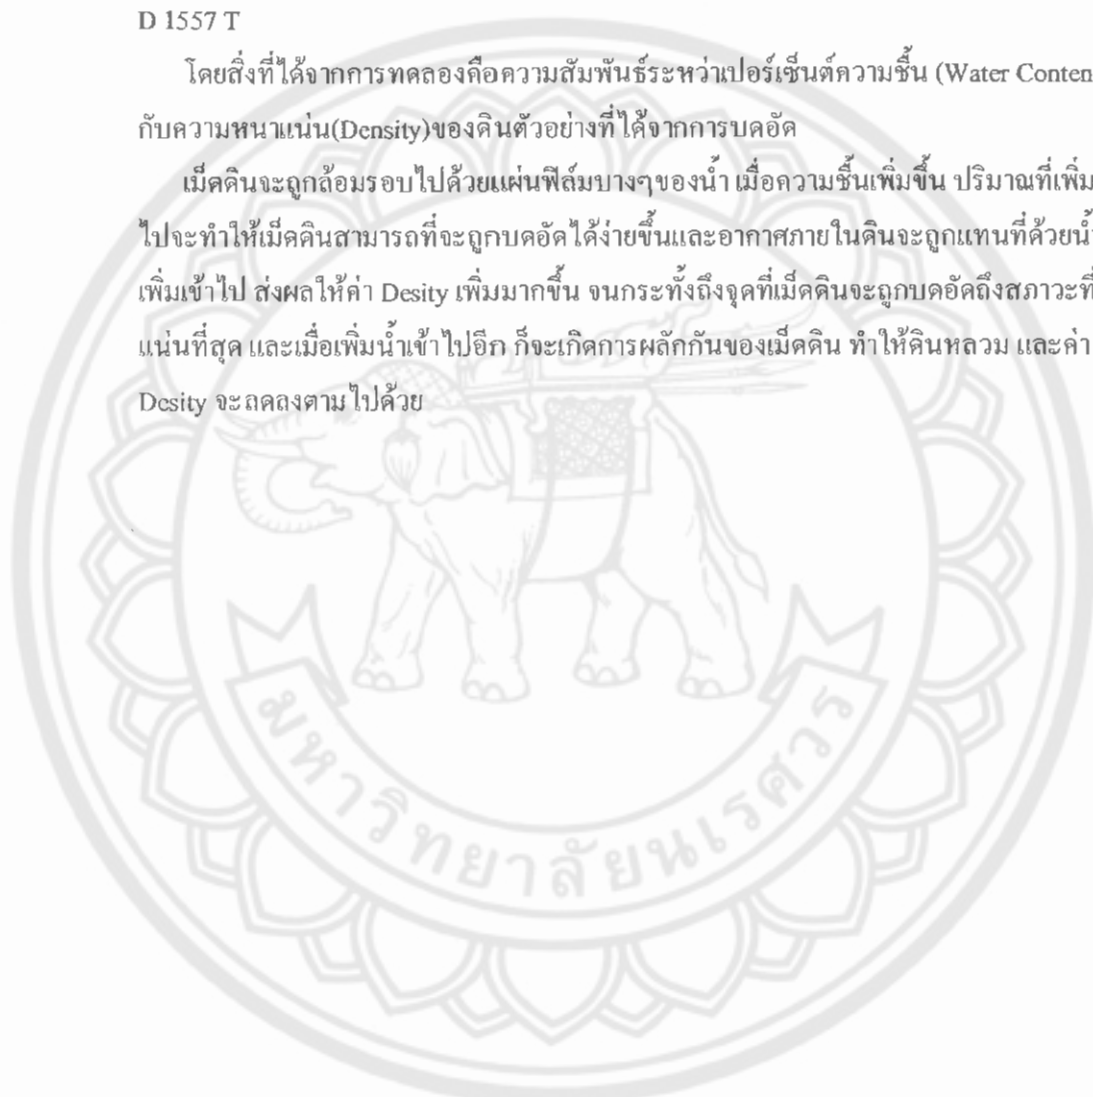 D 1557 T
โดยสิ่งที่ได้จากการทดลองคือความสัมพันธ์ระหว่าเปอร์เซ็นต์ความชื้น (Water Conten
กับความหนาแน่น(Density)ของดินตัวอย่างที่ได้จากการบดอัด
เม็ดดินจะถูกล้อมรอบไปด้วยแผ่นฟิล์มบางๆของน้ำ เมื่อความชื้นเพิ่มขึ้น ปริมาณที่เพิ่ม
ไปจะทำให้เม็ดดินสามารถที่จะถูกบดอัดได้ง่ายขึ้นและอากาศภายในดินจะถูกแทนที่ด้วยน้ำ
เพิ่มเข้าไป ส่งผลให้ค่า Desity เพิ่มมากขึ้น จนกระทั้งถึงจุดที่เม็ดดินจะถูกบดอัดถึงสภาวะที่
แน่นที่สุด และเมื่อเพิ่มน้ำเข้าไปอีก ก็จะเกิดการผลักกันของเม็ดดิน ทำให้ดินหลวม และค่า
Desity จะลดลงตามไปด้วย
มหาวิทยาลัยนเรศวร